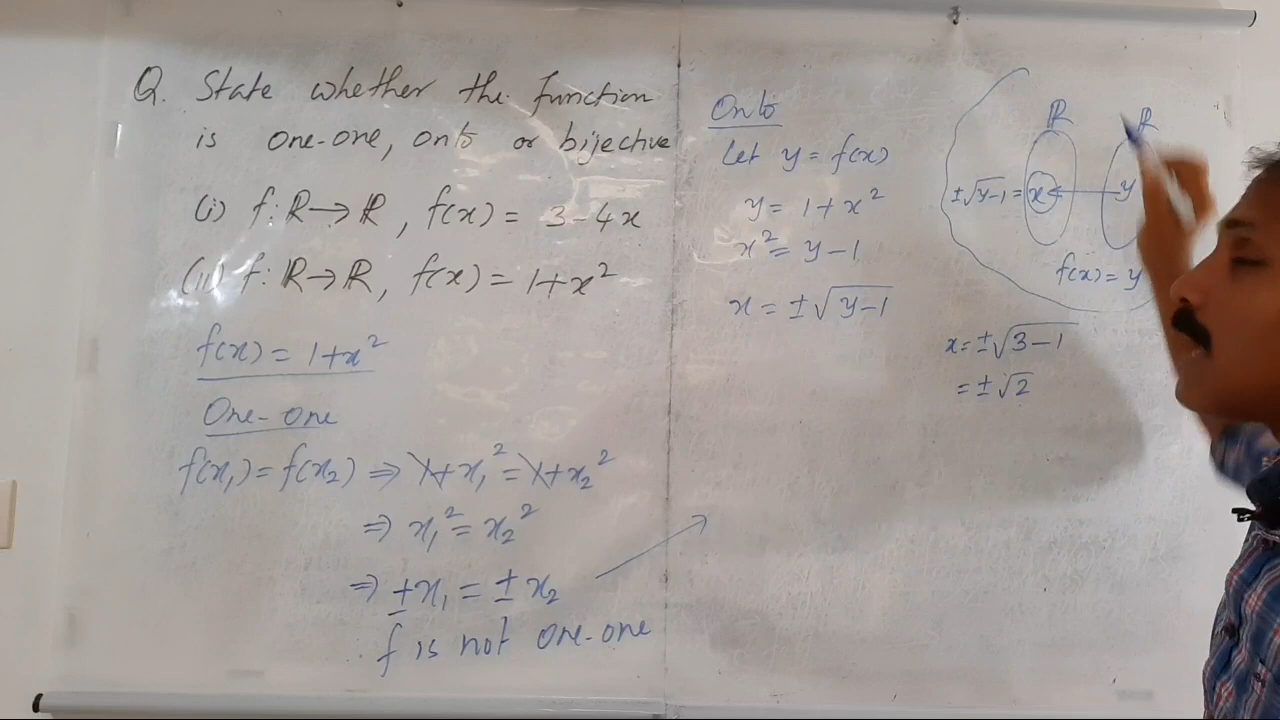 Q. State whether the function
is one-one, onto or bijective
(i) f: ℝ→ℝ, f(x) = 3-4x
(ii) f: ℝ→ℝ, f(x) = 1+x²
f(x) = 1+x²
One-one
f(x₁) = f(x₂) ⇒ 1+x₁² = 1+x₂²
⇒ x₁² = x₂²
⇒ ±x₁ = ±x₂
∴ f is not one-one
Onto
Let y = f(x)
y = 1+x²
x² = y-1
x = ±√(y-1)
ℝ ℝ
±√(y-1) = x ← y
f(x) = y
x = ±√(3-1)
= ±√2